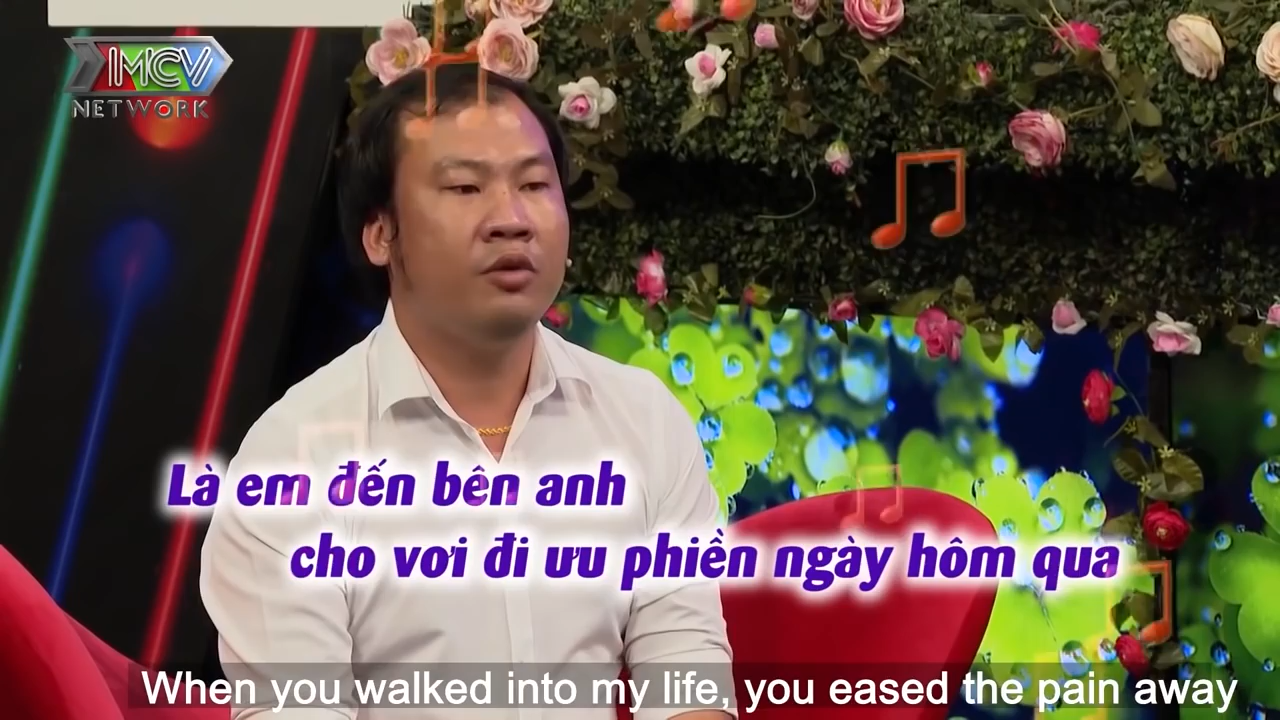 MCV
NETWORK
Là em đến bên anh
cho vơi đi ưu phiền ngày hôm qua
When you walked into my life, you eased the pain away